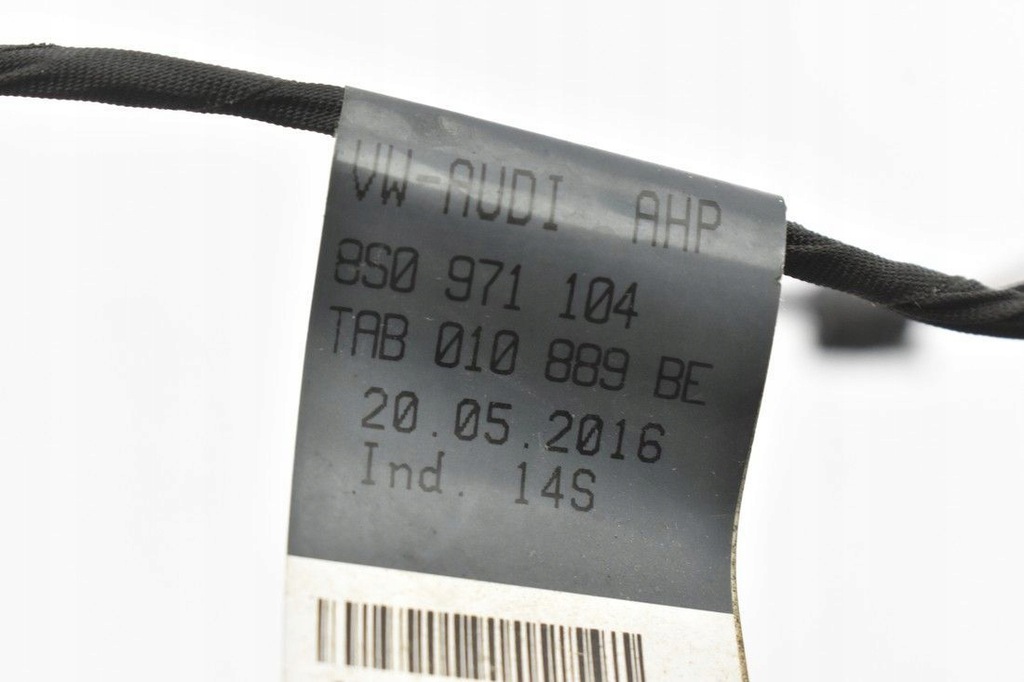 VW-AUDI AHP
8S0 971 104
TAB 010 889 BE
20.05.2016
Ind. 14S